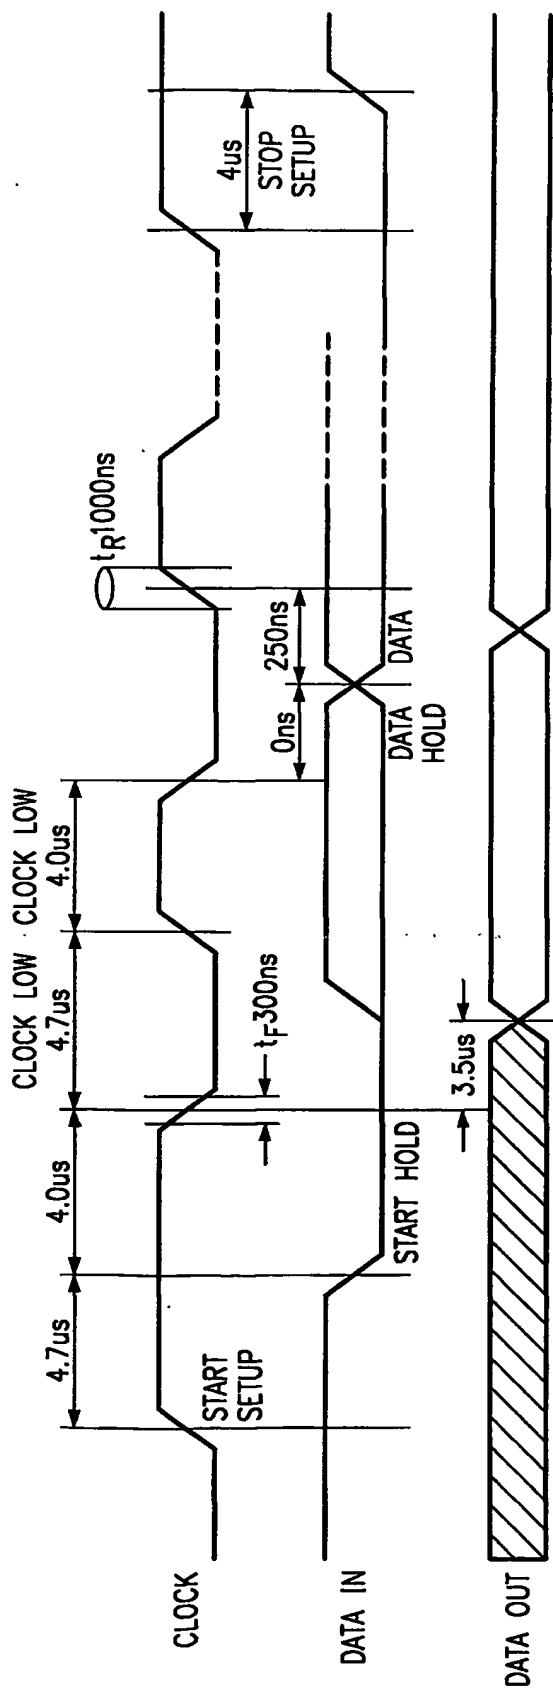 CLOCK LOW CLOCK LOW
4.7us
4.0us
4.7us
4.0us
tR1000ns
START
SETUP
tF300ns
4us
STOP
SETUP
CLOCK
0ns
250ns
DATA IN
START HOLD
DATA
HOLD
DATA
3.5us
DATA OUT